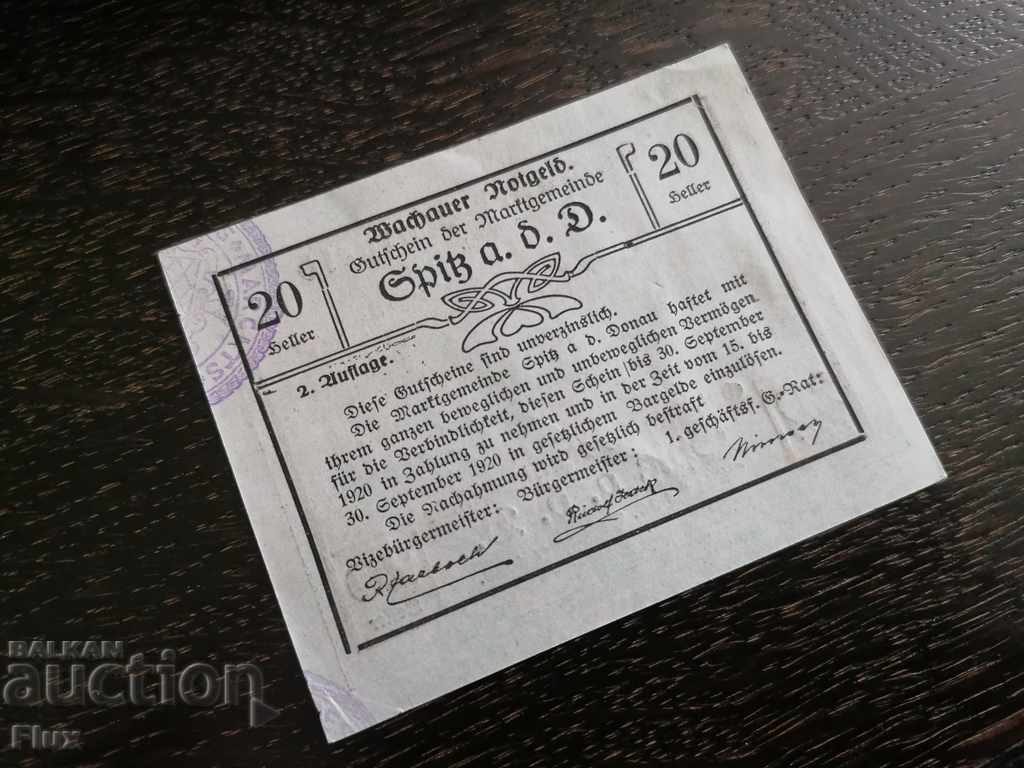 Wachauer Notgeld.
Gutschein der Marktgemeinde
Spitz a. d. D.
20
Heller
20
Heller
2. Auflage.
Diese Gutscheine sind unverzinslich.
Die Marktgemeinde Spitz a d. Donau haftet mit
ihrem ganzen beweglichen und unbeweglichen Vermögen
für die Verbindlichkeit, diesen Schein bis 30. September
1920 in Zahlung zu nehmen und in der Zeit vom 15. bis
30. September 1920 in gesetzlichem Bargelde einzulösen.
Die Nachahmung wird gesetzlich bestraft
Vizebürgermeister:
Bürgermeister:
1. geschäftsf. G.-Rat:
Rudolf
BALKAN
auction
Flux